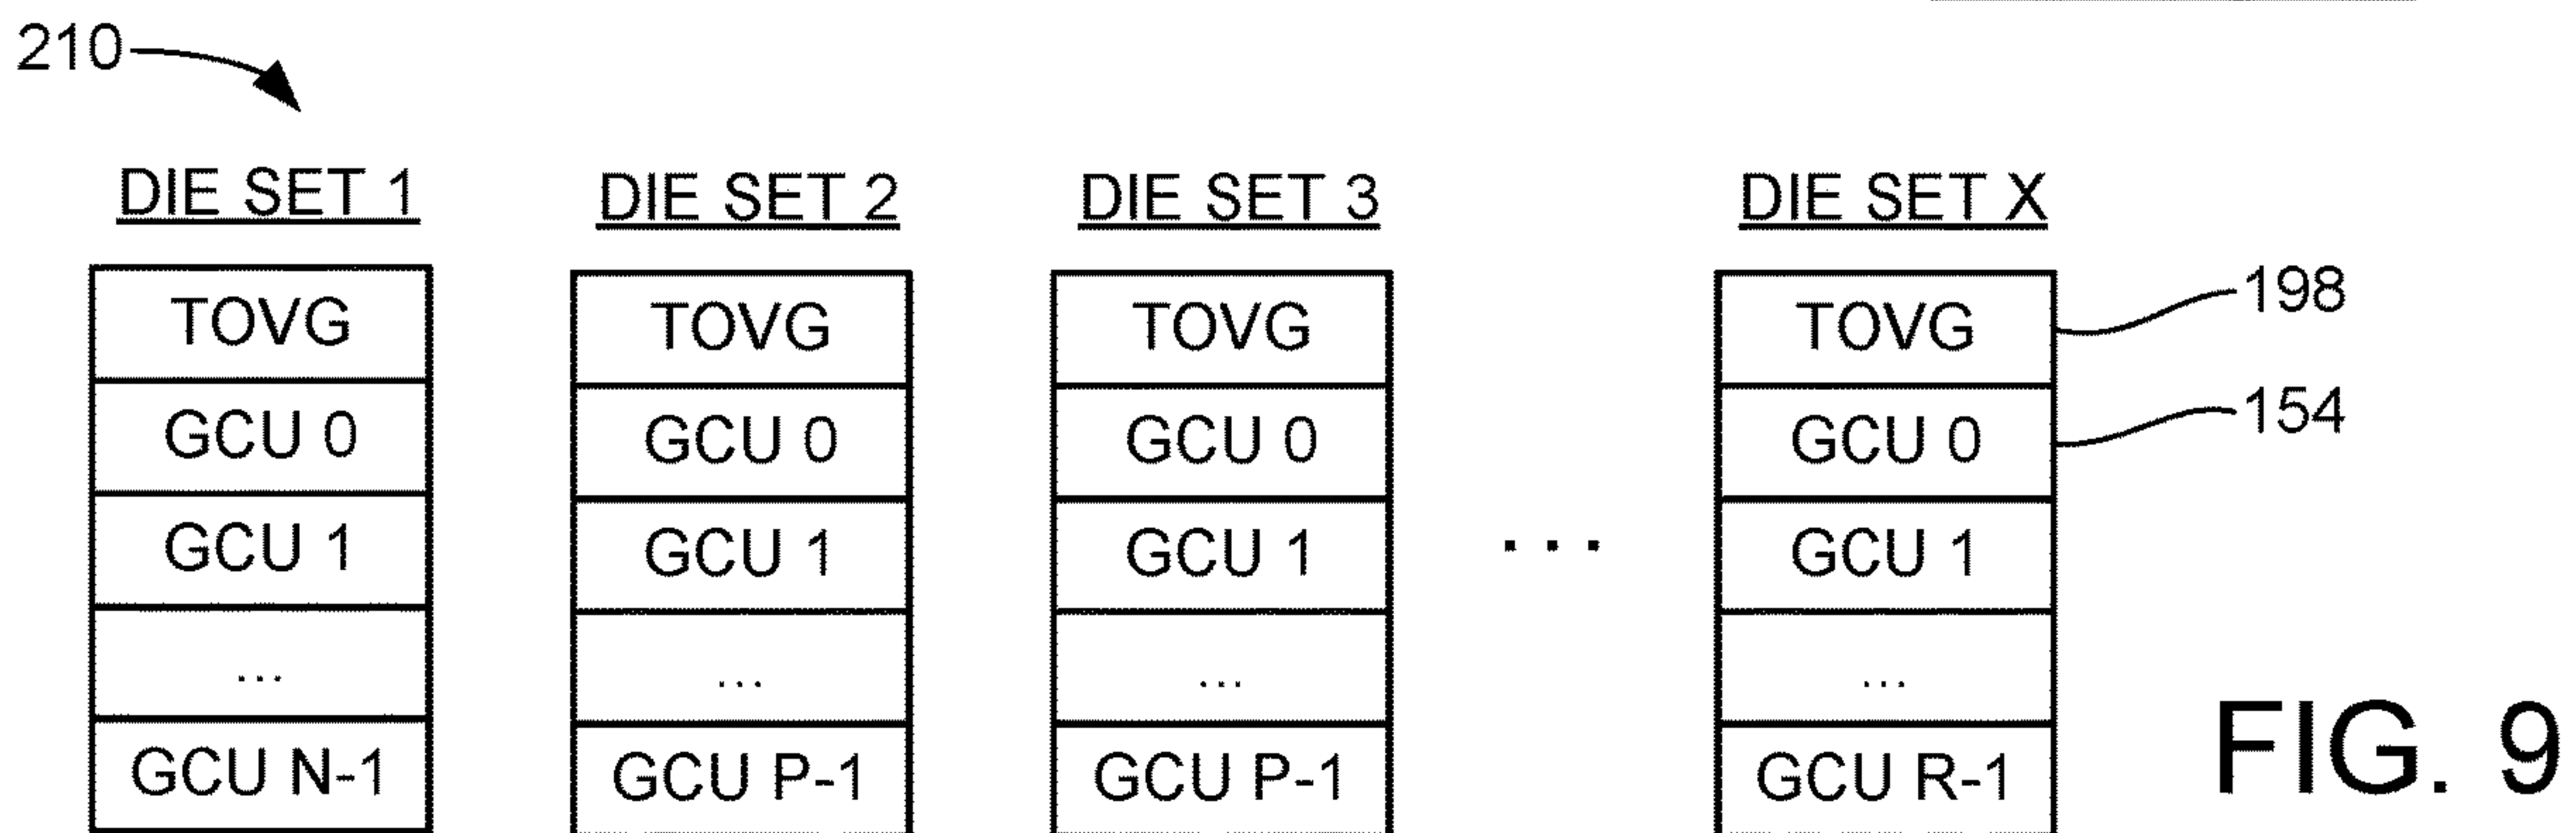 210
DIE SET 1 DIE SET 2 DIE SET 3 DIE SET X
TOVG TOVG TOVG TOVG 198
GCU 0 GCU 0 GCU 0 GCU 0 154
GCU 1 GCU 1 GCU 1 ... GCU 1
... ... ... ...
GCU N-1 GCU P-1 GCU P-1 GCU R-1
FIG. 9